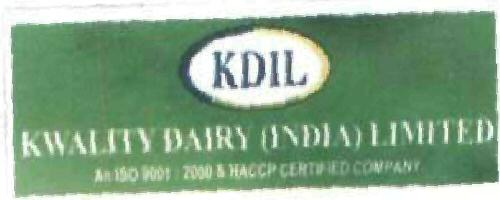 KDIL
KWALITY DAIRY (INDIA) LIMITED
An ISO 9001 : 2000 & HACCP CERTIFIED COMPANY